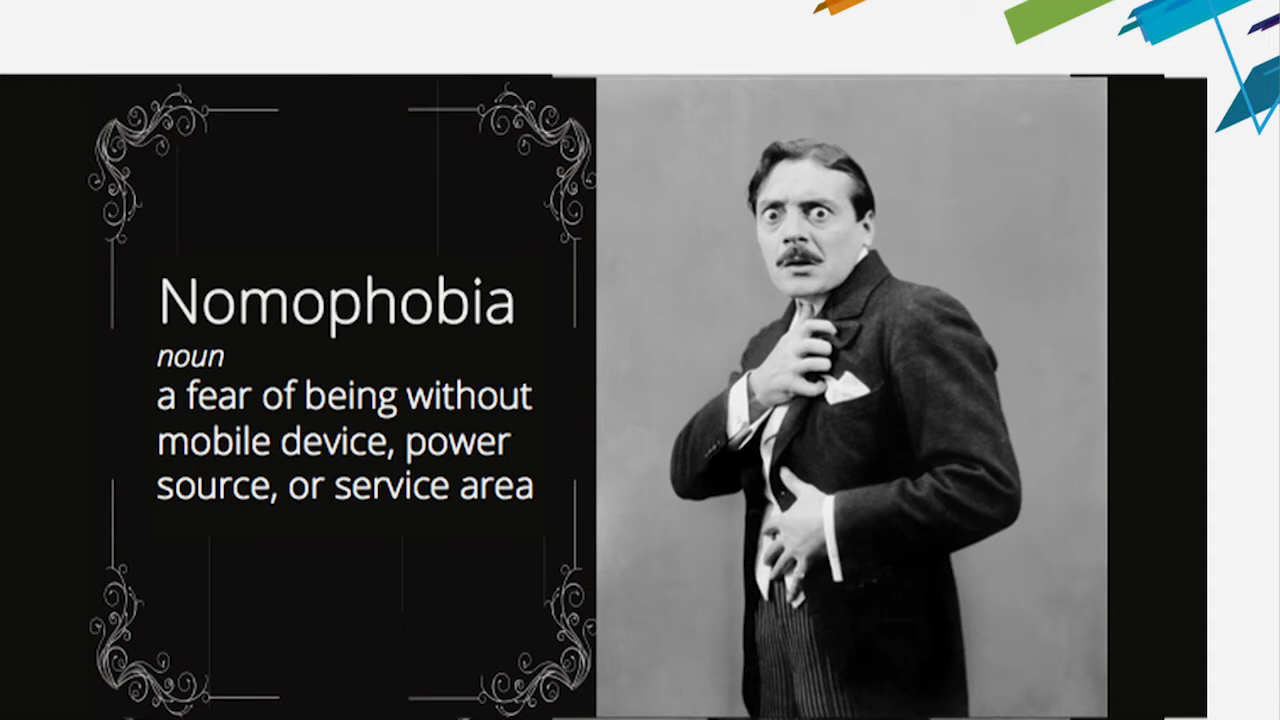 Nomophobia
noun
a fear of being without
mobile device, power
source, or service area